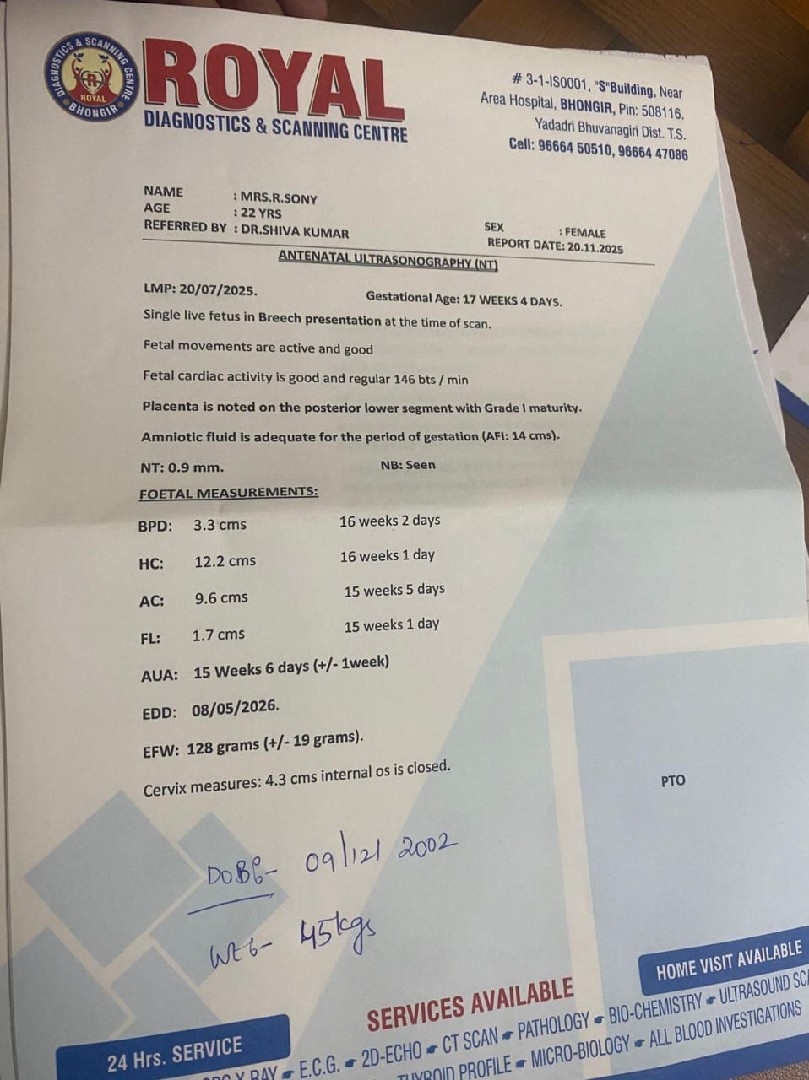 DIAGNOSTICS & SCANNING CENTRE
ROYAL
BHONGIR
ROYAL
DIAGNOSTICS & SCANNING CENTRE
# 3-1-IS0001, "S"Building, Near
Area Hospital, BHONGIR, Pin: 508116.
Yadadri Bhuvanagiri Dist. T.S.
Cell: 96664 50510, 96664 47086
NAME : MRS.R.SONY
AGE : 22 YRS
REFERRED BY : DR.SHIVA KUMAR
SEX : FEMALE
REPORT DATE: 20.11.2025
ANTENATAL ULTRASONOGRAPHY (NT)
LMP: 20/07/2025. Gestational Age: 17 WEEKS 4 DAYS.
Single live fetus in Breech presentation at the time of scan.
Fetal movements are active and good
Fetal cardiac activity is good and regular 146 bts / min
Placenta is noted on the posterior lower segment with Grade I maturity.
Amniotic fluid is adequate for the period of gestation (AFI: 14 cms).
NT: 0.9 mm. NB: Seen
FOETAL MEASUREMENTS:
BPD: 3.3 cms 16 weeks 2 days
HC: 12.2 cms 16 weeks 1 day
AC: 9.6 cms 15 weeks 5 days
FL: 1.7 cms 15 weeks 1 day
AUA: 15 Weeks 6 days (+/- 1week)
EDD: 08/05/2026.
EFW: 128 grams (+/- 19 grams).
Cervix measures: 4.3 cms internal os is closed.
PTO
09/12/2002
45kgs
HOME VISIT AVAILABLE
SERVICES AVAILABLE
24 Hrs. SERVICE
RAY E.C.G. 2D-ECHO CT SCAN PATHOLOGY BIO-CHEMISTRY ULTRASOUND
PROFILE MICRO-BIOLOGY ALL BLOOD INVESTIGATIONS